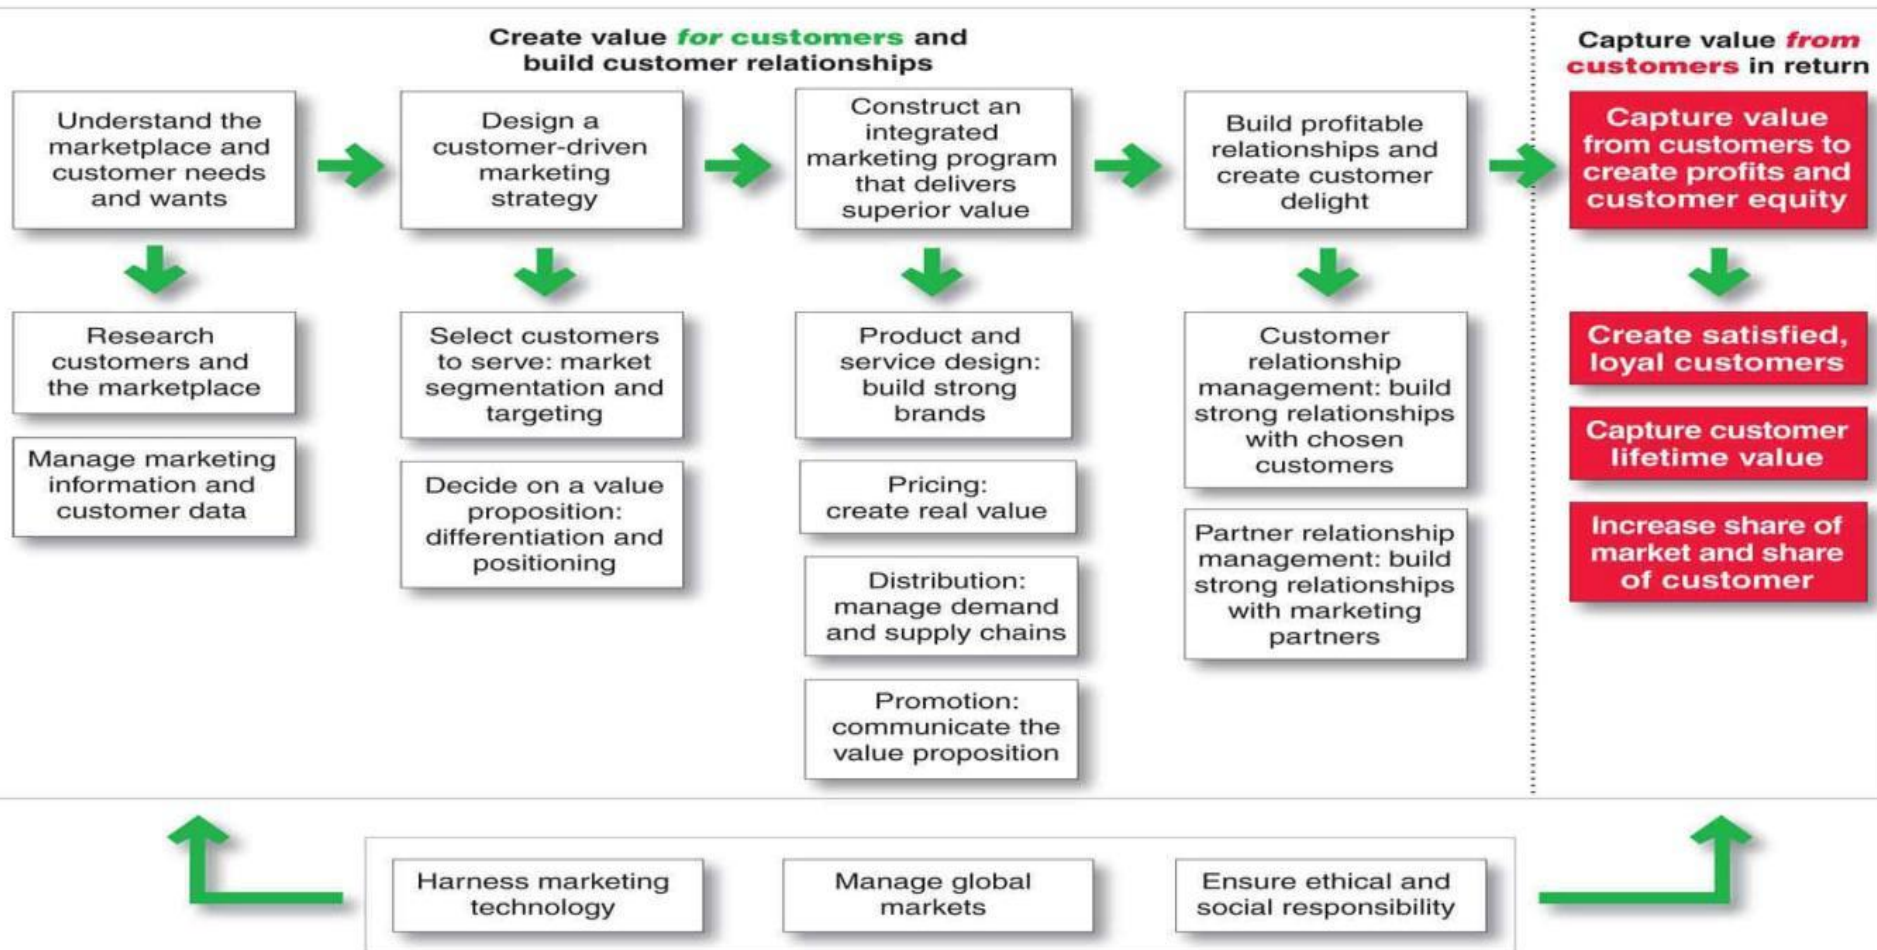 Create value for customers and
build customer relationships
Capture value from
customers in return
Understand the
marketplace and
customer needs
and wants
Design a
customer-driven
marketing
strategy
Construct an
integrated
marketing program
that delivers
superior value
Build profitable
relationships and
create customer
delight
Capture value
from customers to
create profits and
customer equity
Research
customers and
the marketplace
Manage marketing
information and
customer data
Select customers
to serve: market
segmentation and
targeting
Decide on a value
proposition:
differentiation and
positioning
Product and
service design:
build strong
brands
Pricing:
create real value
Distribution:
manage demand
and supply chains
Promotion:
communicate the
value proposition
Customer
relationship
management: build
strong relationships
with chosen
customers
Partner relationship
management: build
strong relationships
with marketing
partners
Create satisfied,
loyal customers
Capture customer
lifetime value
Increase share of
market and share
of customer
Harness marketing
technology
Manage global
markets
Ensure ethical and
social responsibility